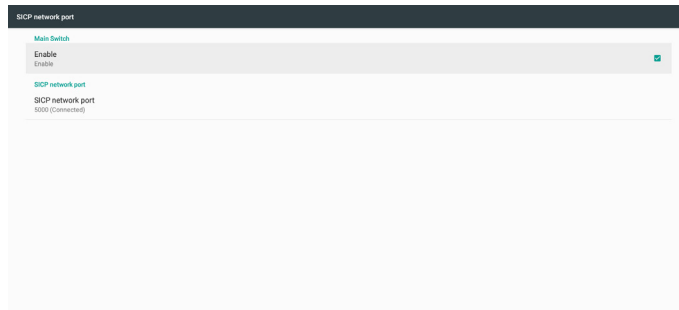 SICP network port
Main Switch
Enable
Enable
SICP network port
SICP network port
5000 (Connected)